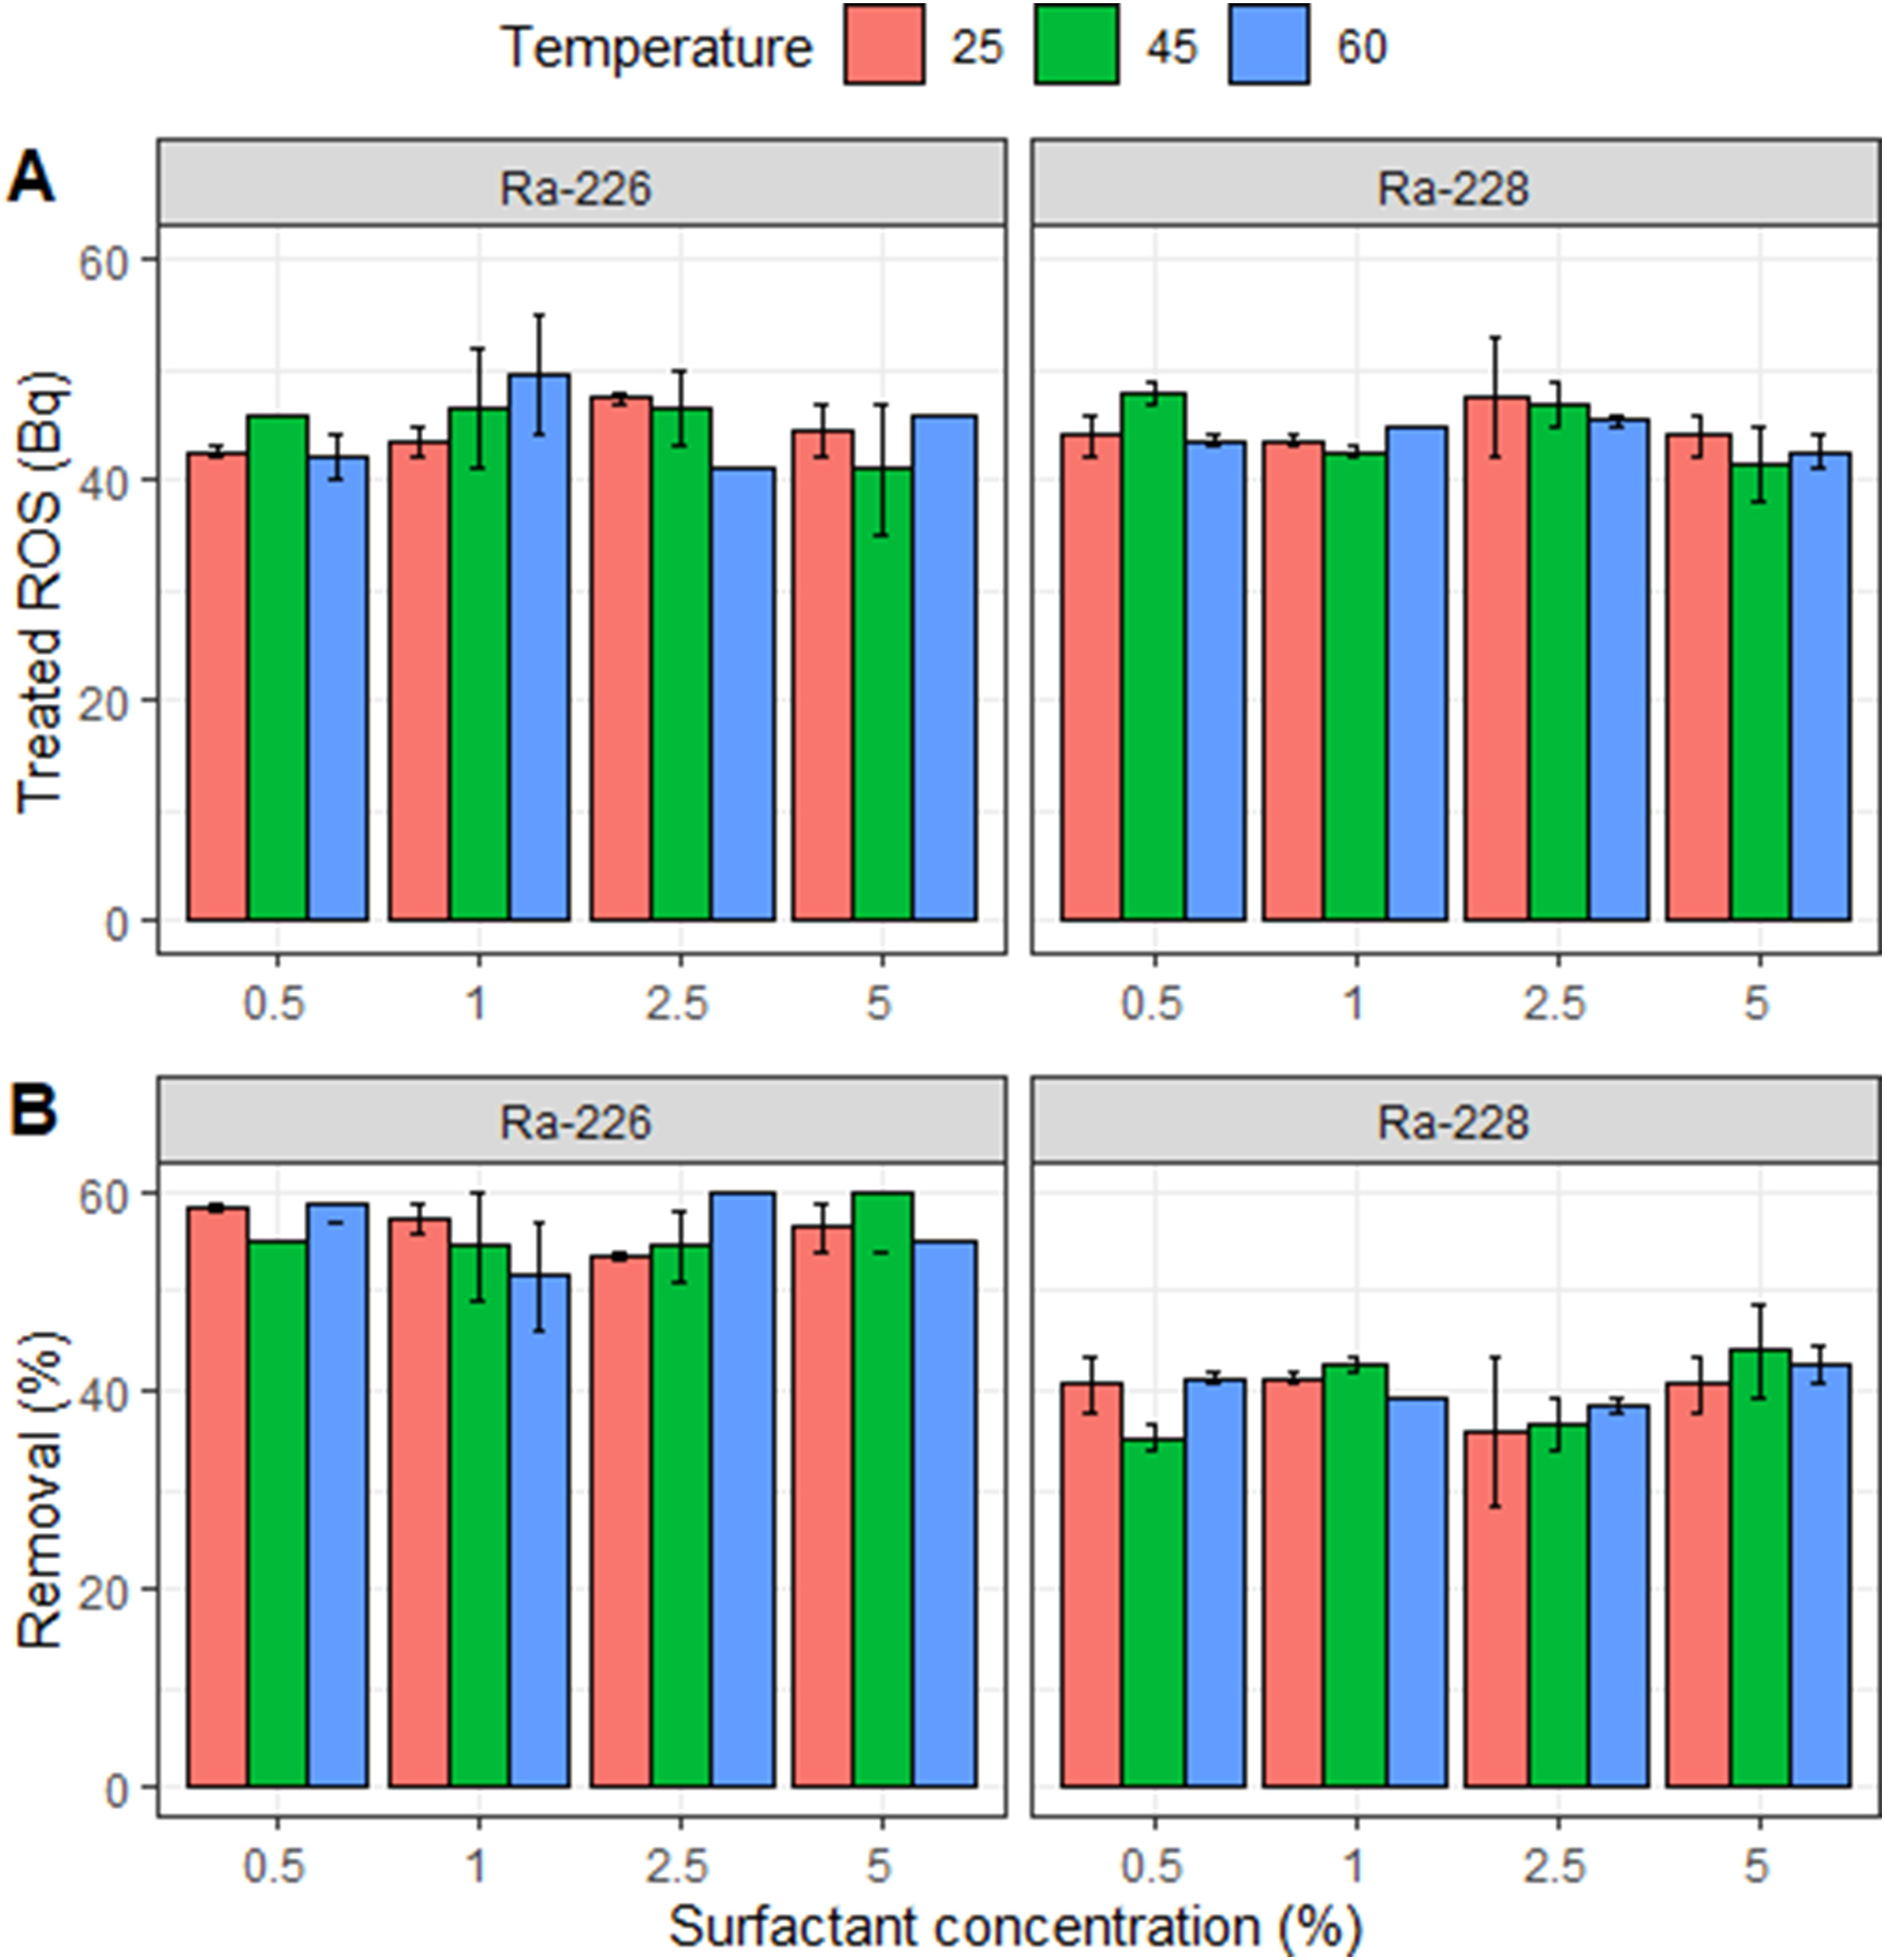 Temperature 25 45 60
A
Ra-226 Ra-228
Treated ROS (Bq)
60
40
20
0
0.5 1 2.5 5 0.5 1 2.5 5
B
Ra-226 Ra-228
Removal (%)
60
40
20
0
0.5 1 2.5 5 0.5 1 2.5 5
Surfactant concentration (%)